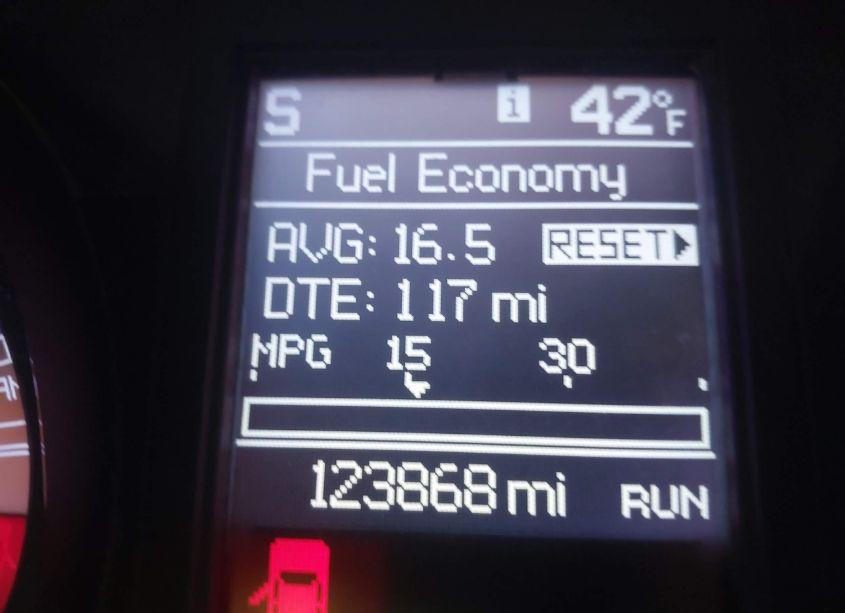 S i 42°F
Fuel Economy
AVG: 16.5 RESET
DTE: 117 mi
MPG 15 30
123868 mi RUN